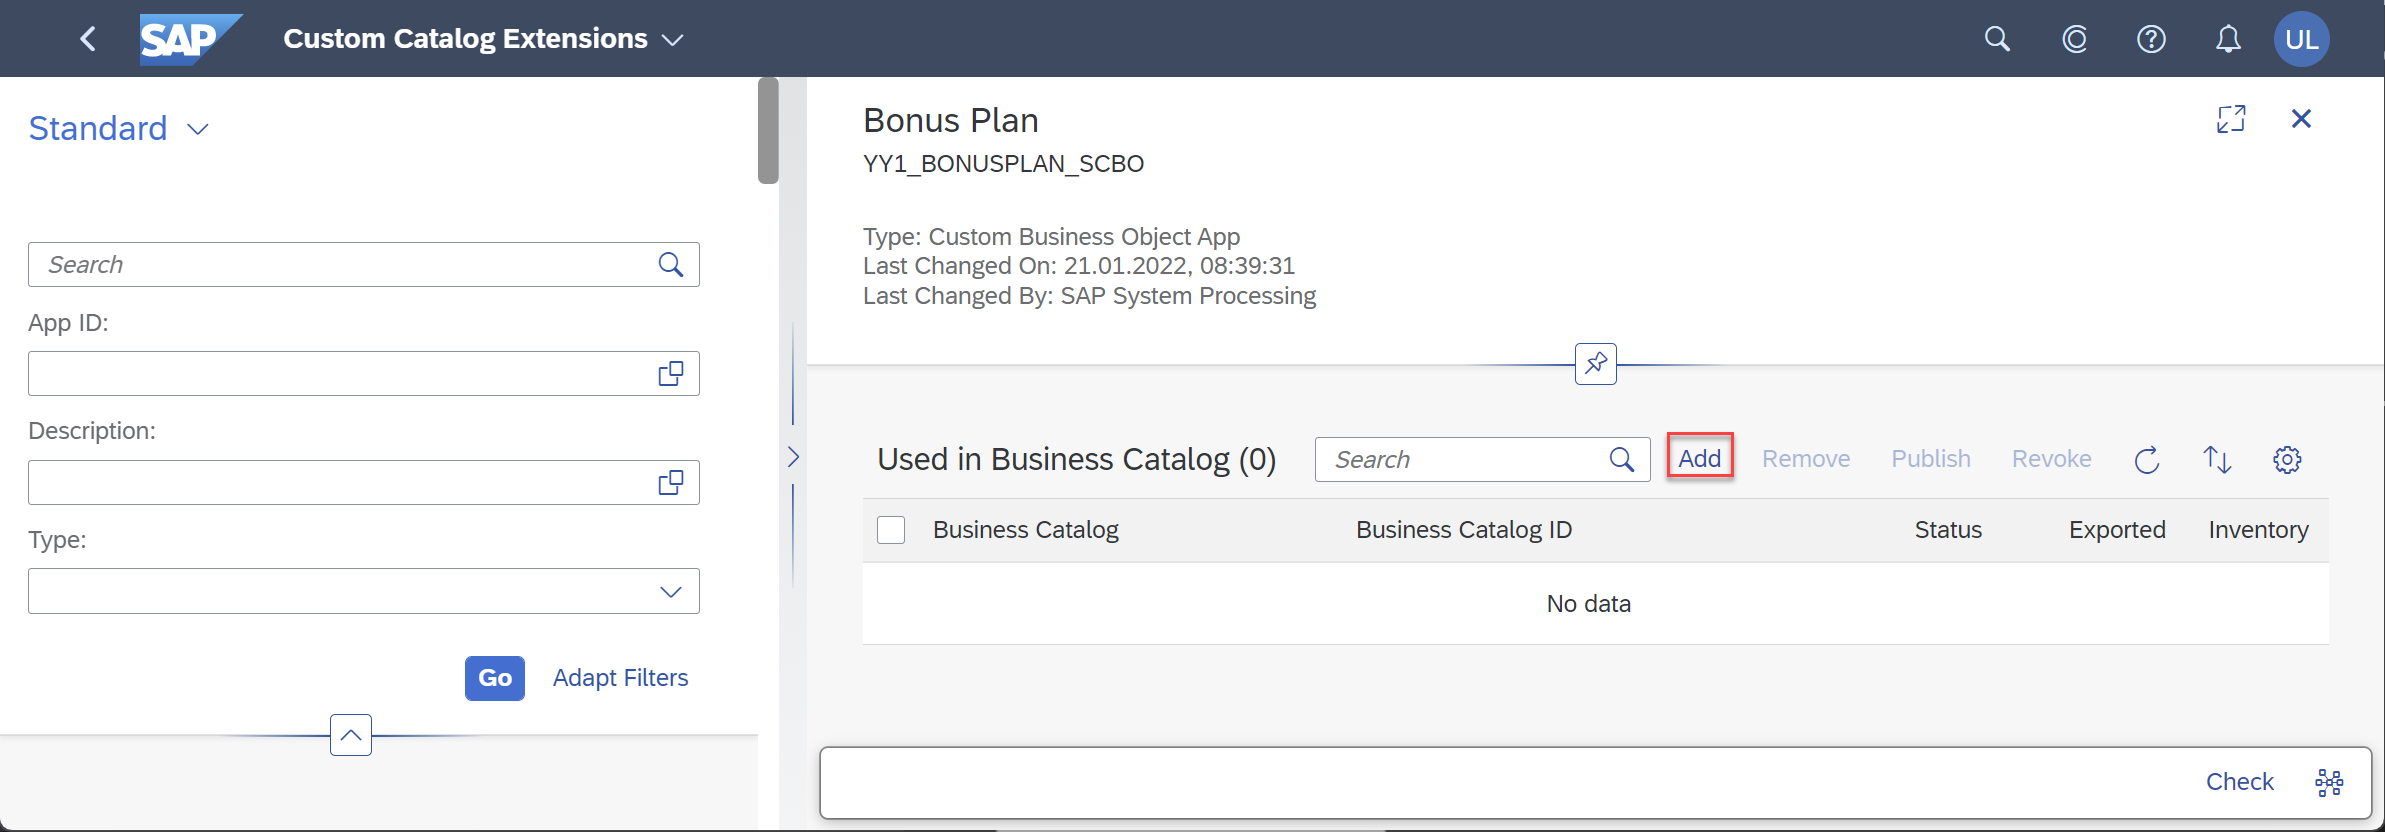 SAP Custom Catalog Extensions UL
Standard
Search
App ID:
Description:
Type:
Go Adapt Filters
Bonus Plan
YY1_BONUSPLAN_SCBO
Type: Custom Business Object App
Last Changed On: 21.01.2022, 08:39:31
Last Changed By: SAP System Processing
Used in Business Catalog (0) Search Add Remove Publish Revoke
Business Catalog Business Catalog ID Status Exported Inventory
No data
Check